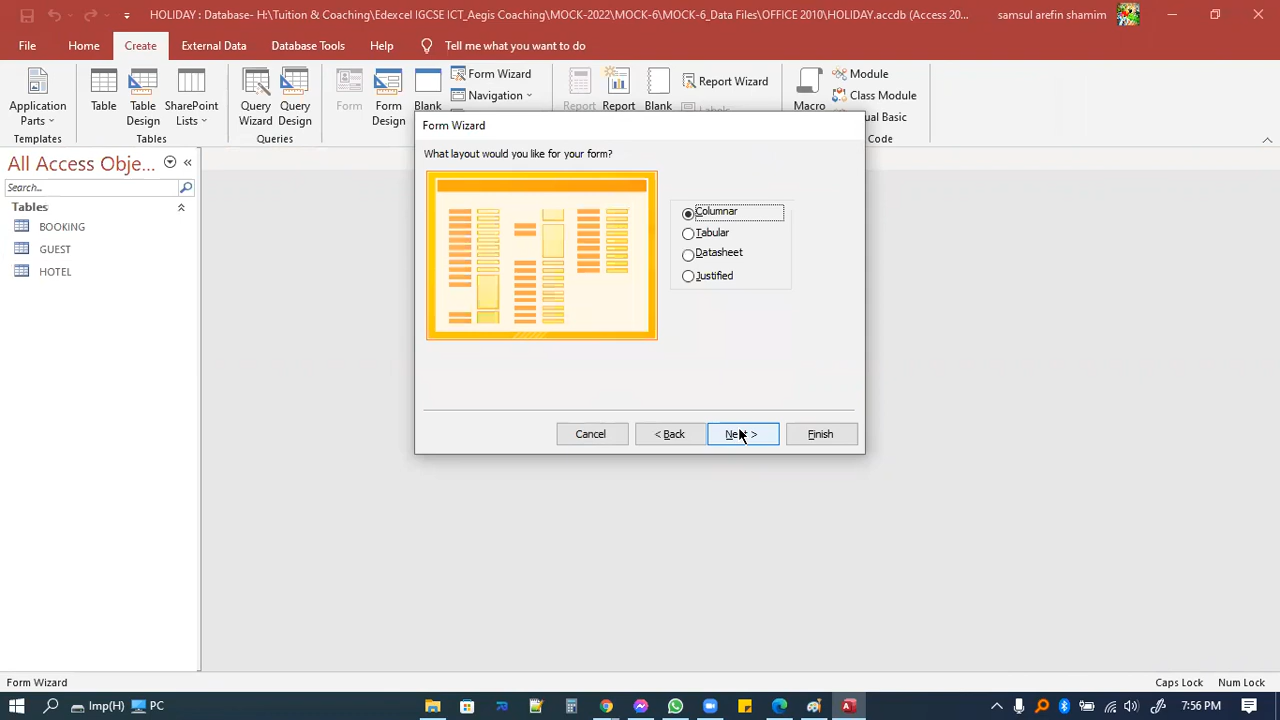 HOLIDAY : Database- H:\Tuition & Coaching\Edexcel IGCSE ICT_Aegis Coaching\MOCK-2022\MOCK-6\MOCK-6_Data Files\OFFICE 2010\HOLIDAY.accdb (Access 20... samsul arefin shamim
File Home Create External Data Database Tools Help Tell me what you want to do
Application Parts
Table
Table Design
SharePoint Lists
Query Wizard
Query Design
Form
Form Design
Blank
Form Wizard
Navigation
Report
Report
Blank
Report Wizard
Labels
Macro
Module
Class Module
ual Basic
Templates Tables Queries Code
All Access Obje...
Search...
Tables
BOOKING
GUEST
HOTEL
Form Wizard
What layout would you like for your form?
Columnar
Tabular
Datasheet
Justified
Cancel < Back Next > Finish
Form Wizard Caps Lock Num Lock
Imp(H) PC 7:56 PM